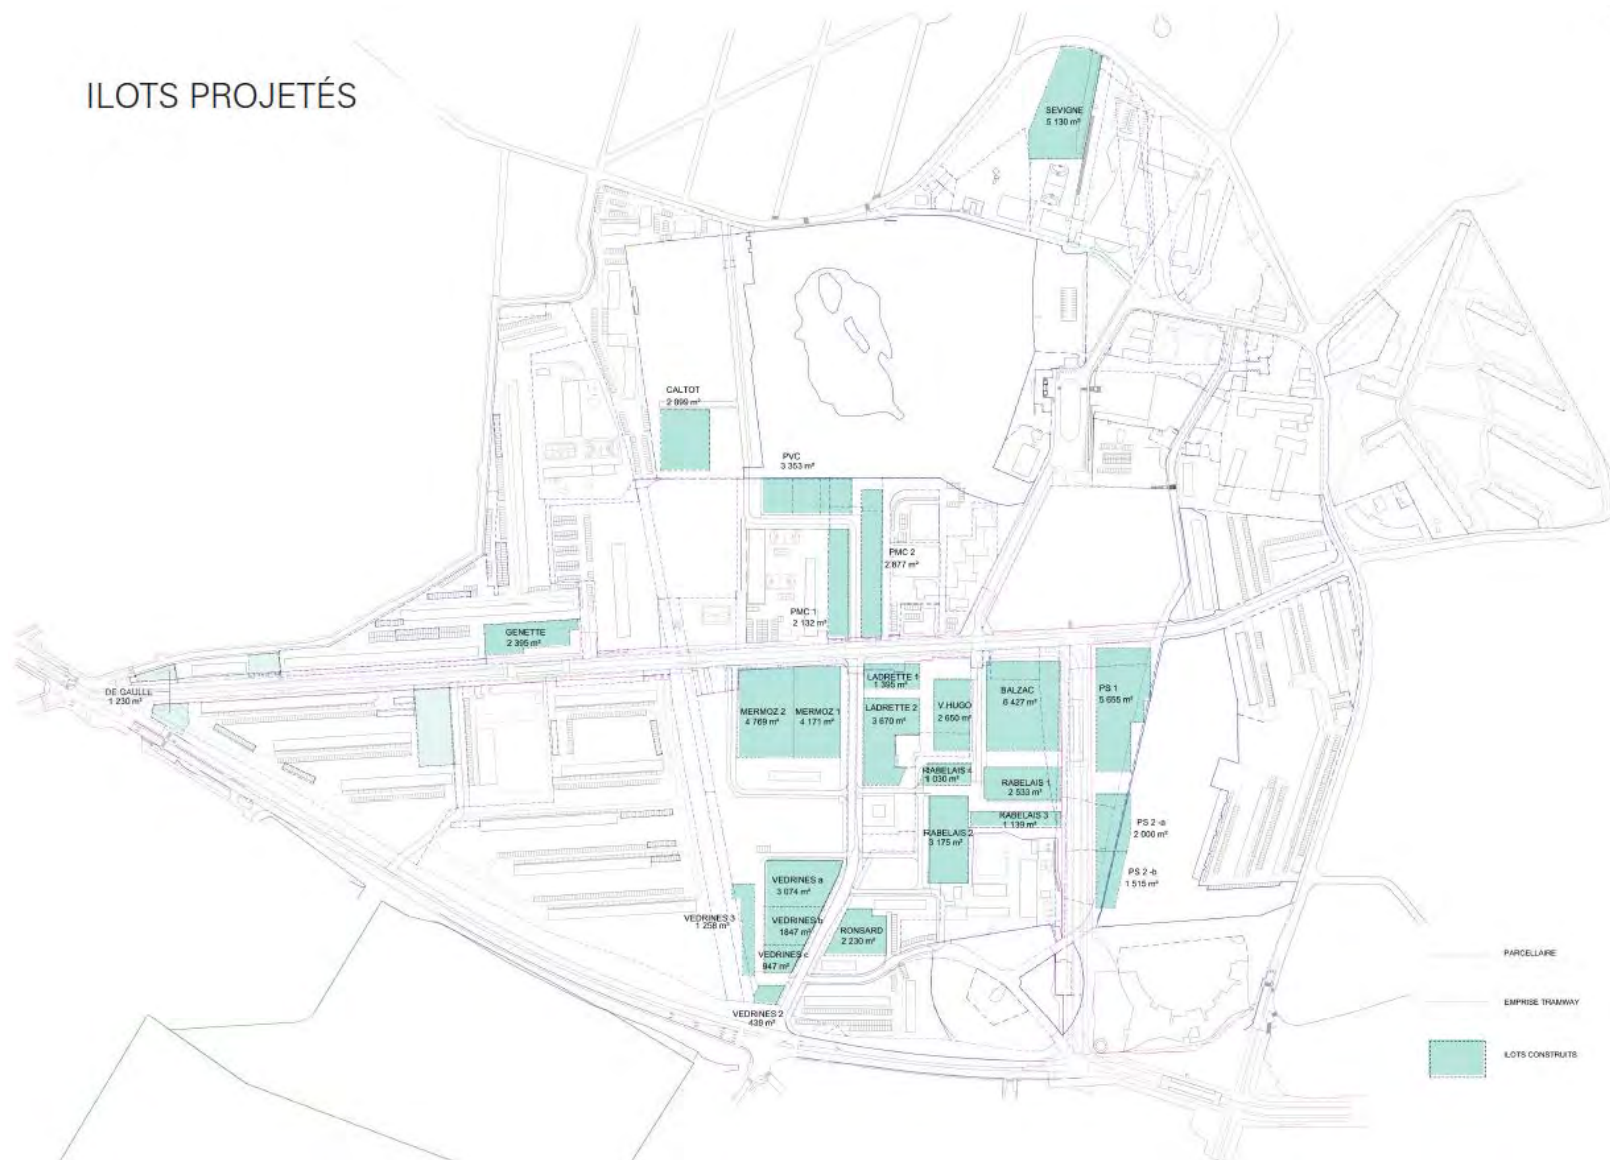 ILOTS PROJETÉS
SEVIGNE
5 130 m²
CALTOT
2 899 m²
PVC
3 353 m²
PMC 2
2 877 m²
PMC 1
2 132 m²
GENETTE
2 395 m²
DE GAULLE
1 230 m²
LADRETTE 1
1 395 m²
MERMOZ 2
4 769 m²
MERMOZ 1
4 171 m²
LADRETTE 2
3 670 m²
V.HUGO
2 650 m²
BALZAC
6 427 m²
PS 1
5 655 m²
RABELAIS 4
1 030 m²
RABELAIS 1
2 533 m²
RABELAIS 3
1 139 m²
RABELAIS 2
3 175 m²
PS 2 -a
2 000 m²
PS 2 -b
1 515 m²
VEDRINES a
3 074 m²
VEDRINES 3
1 258 m²
VEDRINES b
1847 m²
RONSARD
2 230 m²
VEDRINES c
947 m²
VEDRINES 2
439 m²
PARCELLAIRE
EMPRISE TRAMWAY
ILOTS CONSTRUITS